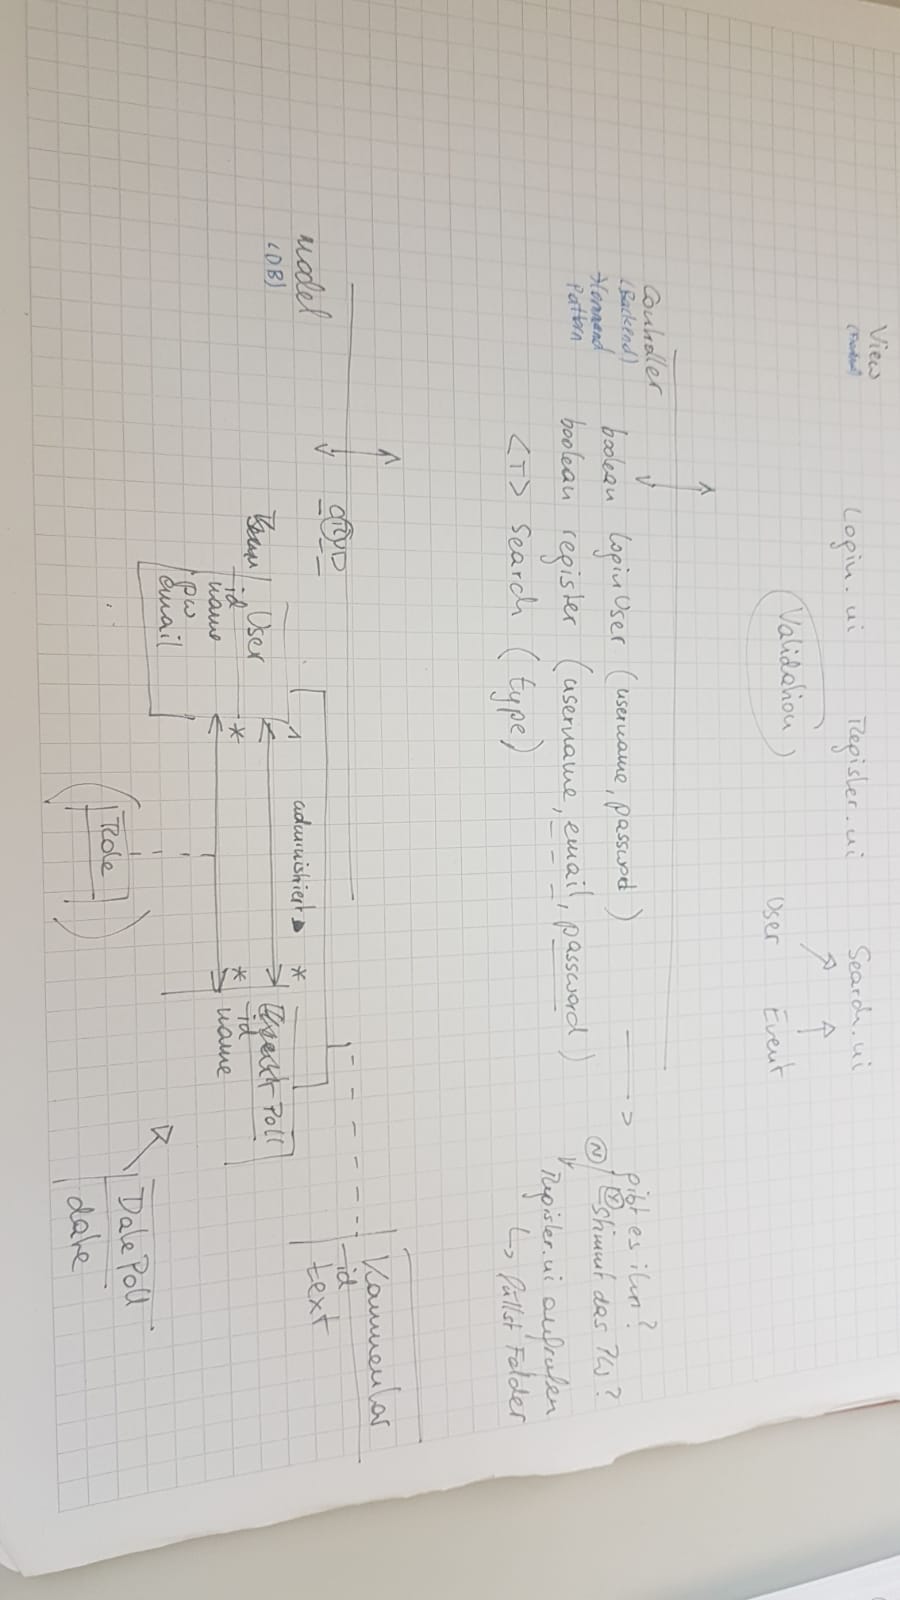 View
Login.ui Register.ui Search.ui
Validation
User Event
Controller
(Backend)
Pattern
boolean loginUser (username, password)
boolean register (username, email, password)
<T> search (type)
gibt es ihn?
N Y Stimmt das PW?
Register.ui aufrufen
füllst Felder
model
(DB)
CRUD
User
id
name
pw
email
1 administriert *
* *
Poll
id
name
Kommentar
id
text
Role
DatePoll
date